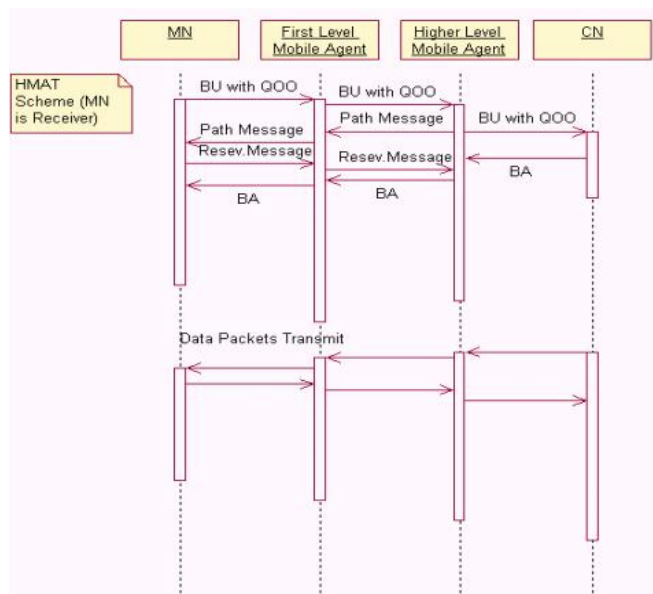 MN
First Level
Mobile Agent
Higher Level
Mobile Agent
CN
HMAT
Scheme (MN
is Receiver)
BU with QOO
BU with QOO
Path Message
BU with QOO
Path Message
Resev.Message
Resev.Message
BA
BA
BA
Data Packets Transmit